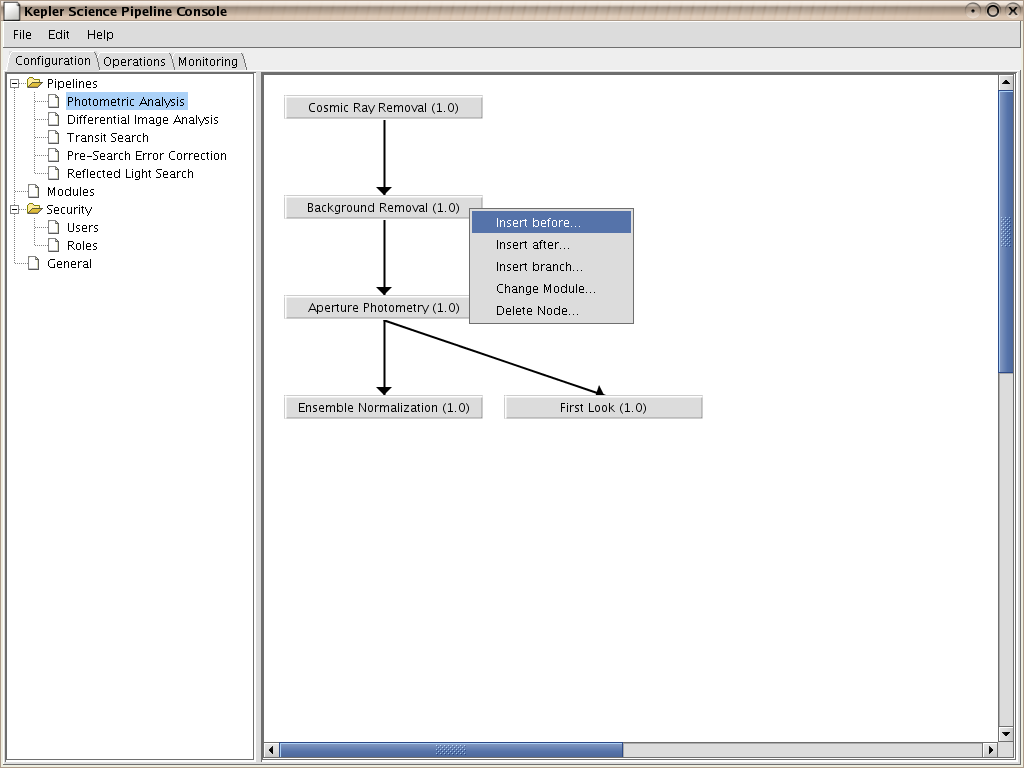 Kepler Science Pipeline Console
File Edit Help
Configuration Operations Monitoring
Pipelines
Photometric Analysis
Differential Image Analysis
Transit Search
Pre-Search Error Correction
Reflected Light Search
Modules
Security
Users
Roles
General
Cosmic Ray Removal (1.0)
Background Removal (1.0)
Insert before...
Insert after...
Insert branch...
Change Module...
Delete Node...
Aperture Photometry (1.0)
Ensemble Normalization (1.0)
First Look (1.0)